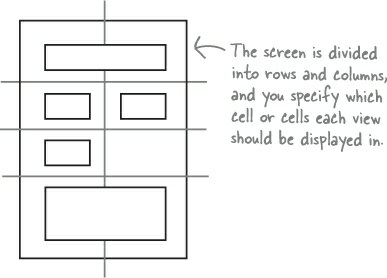 The screen is divided
into rows and columns,
and you specify which
cell or cells each view
should be displayed in.